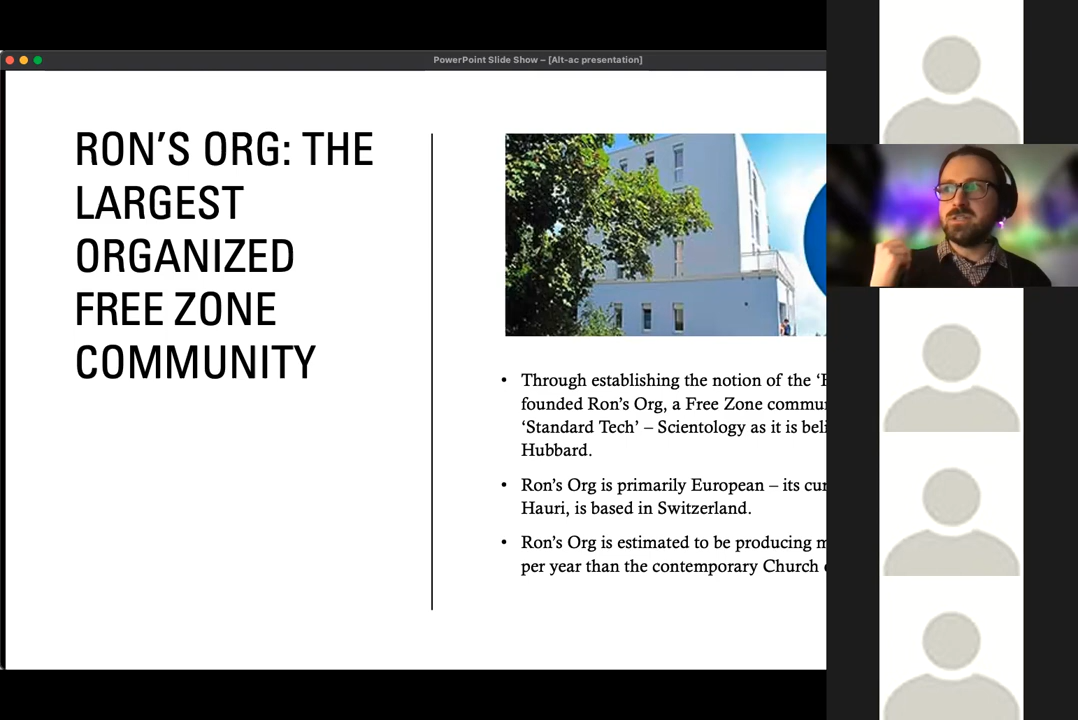 PowerPoint Slide Show – [Alt-ac presentation]
RON’S ORG: THE
LARGEST
ORGANIZED
FREE ZONE
COMMUNITY
• Through establishing the notion of the ‘
founded Ron’s Org, a Free Zone commu
‘Standard Tech’ – Scientology as it is beli
Hubbard.
• Ron’s Org is primarily European – its cur
Hauri, is based in Switzerland.
• Ron’s Org is estimated to be producing m
per year than the contemporary Church